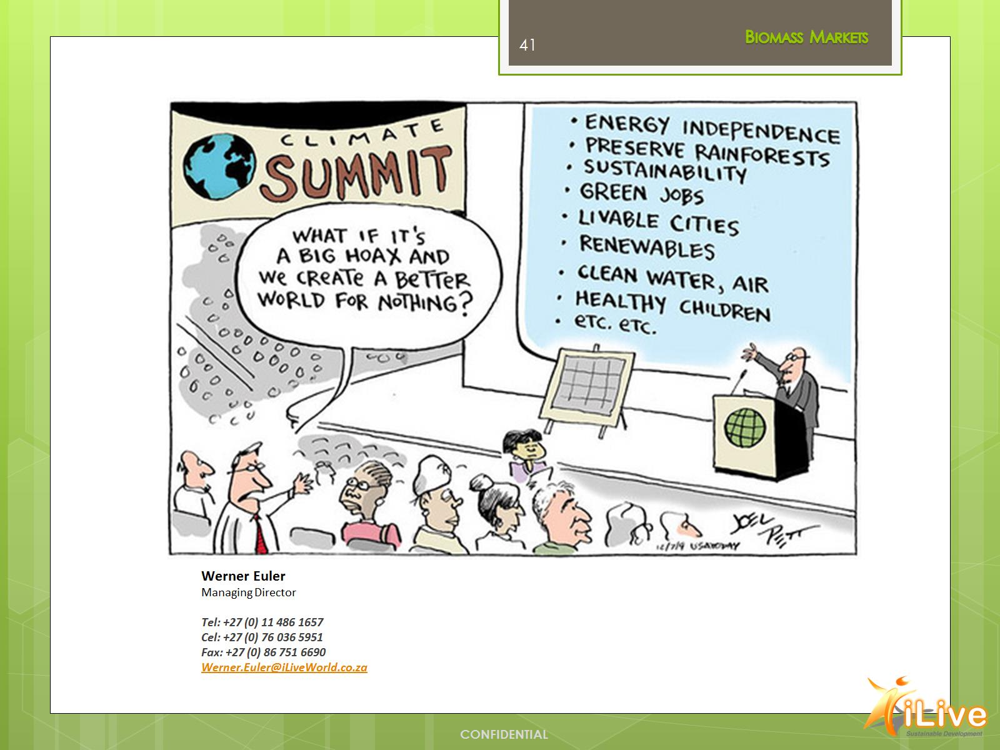 41
BIOMASS MARKETS
CLIMATE
SUMMIT
WHAT IF IT'S
A BIG HOAX AND
WE CREATE A BETTER
WORLD FOR NOTHING?
• ENERGY INDEPENDENCE
• PRESERVE RAINFORESTS
• SUSTAINABILITY
• GREEN JOBS
• LIVABLE CITIES
• RENEWABLES
• CLEAN WATER, AIR
• HEALTHY CHILDREN
• ETC. ETC.
JOEL
PETT
12/7/9 USA TODAY
Werner Euler
Managing Director
Tel: +27 (0) 11 486 1657
Cel: +27 (0) 76 036 5951
Fax: +27 (0) 86 751 6690
Werner.Euler@iLiveWorld.co.za
iLive
Sustainable Development
CONFIDENTIAL